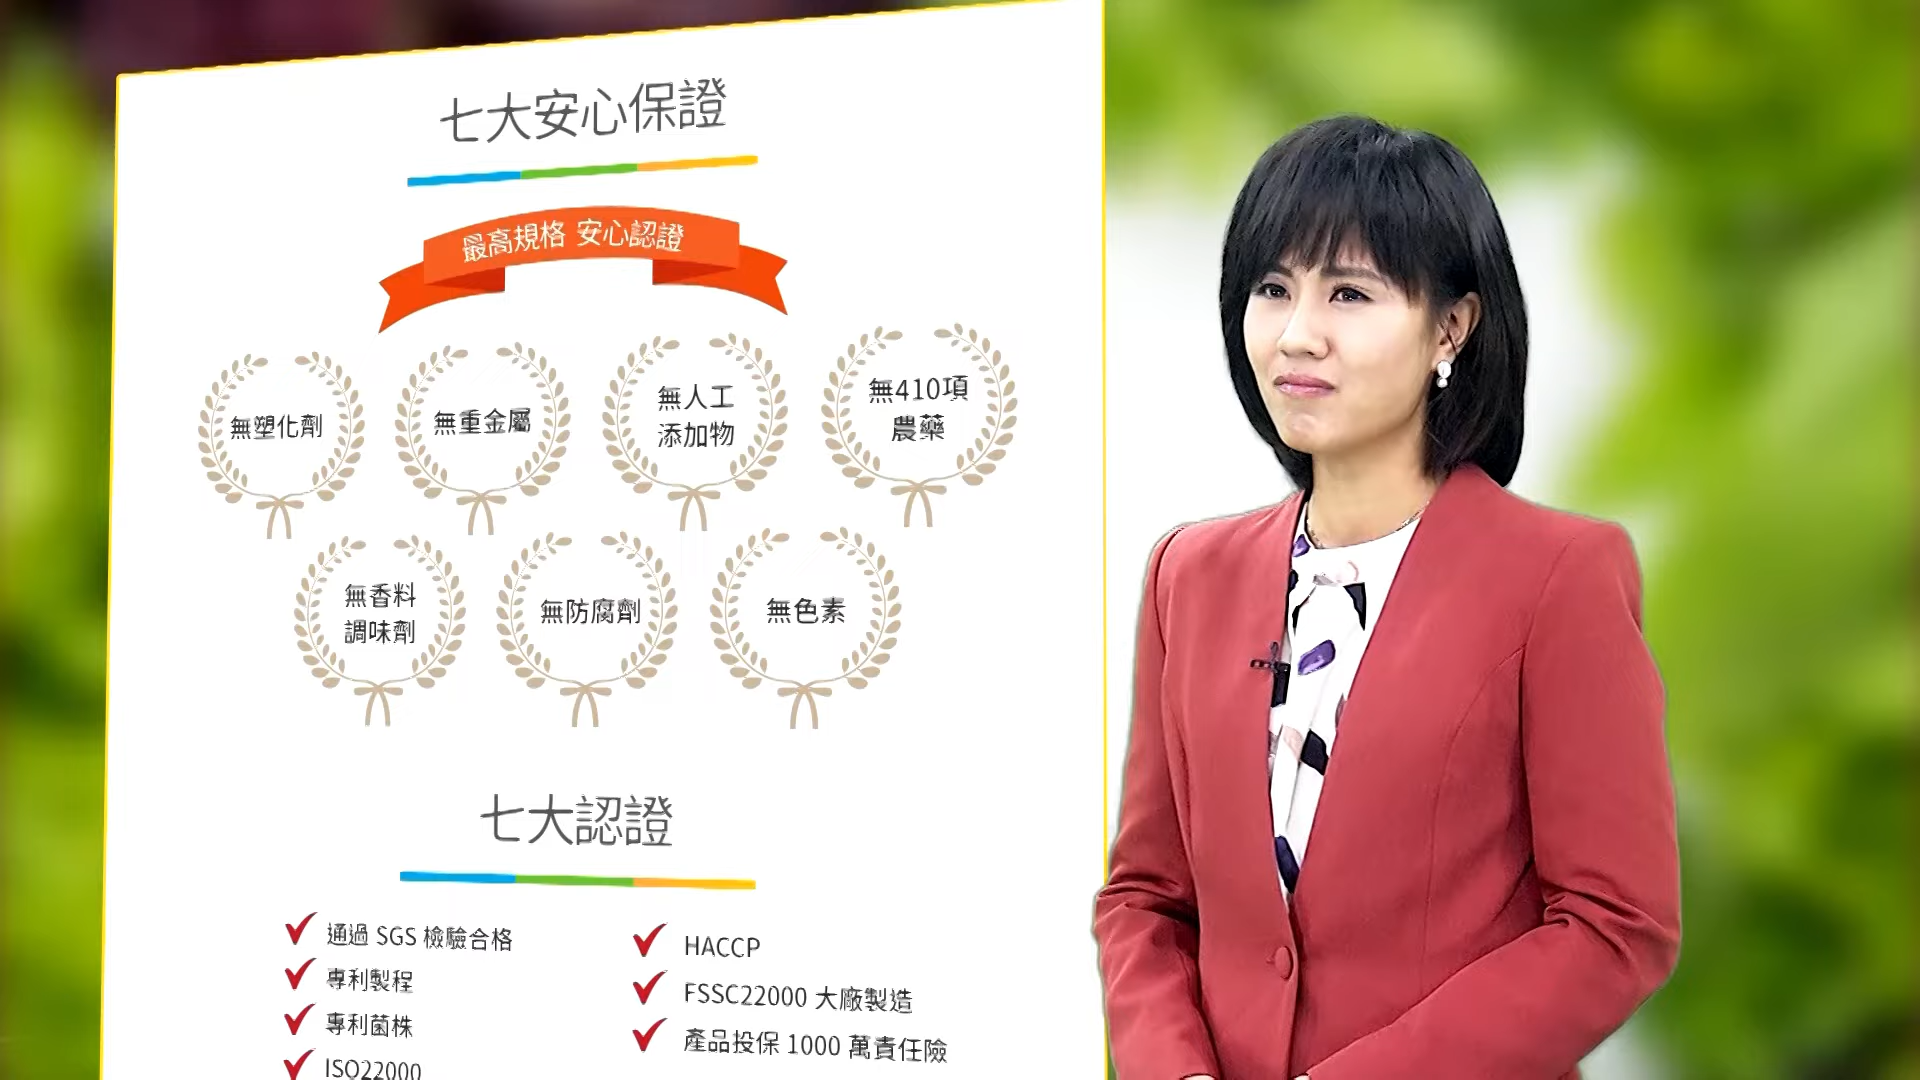 七大安心保證
最高規格 安心認證
無塑化劑
無重金屬
無人工
添加物
無410項
農藥
無香料
調味劑
無防腐劑
無色素
七大認證
通過 SGS 檢驗合格
專利製程
專利菌株
ISO22000
HACCP
FSSC22000 大廠製造
產品投保 1000 萬責任險